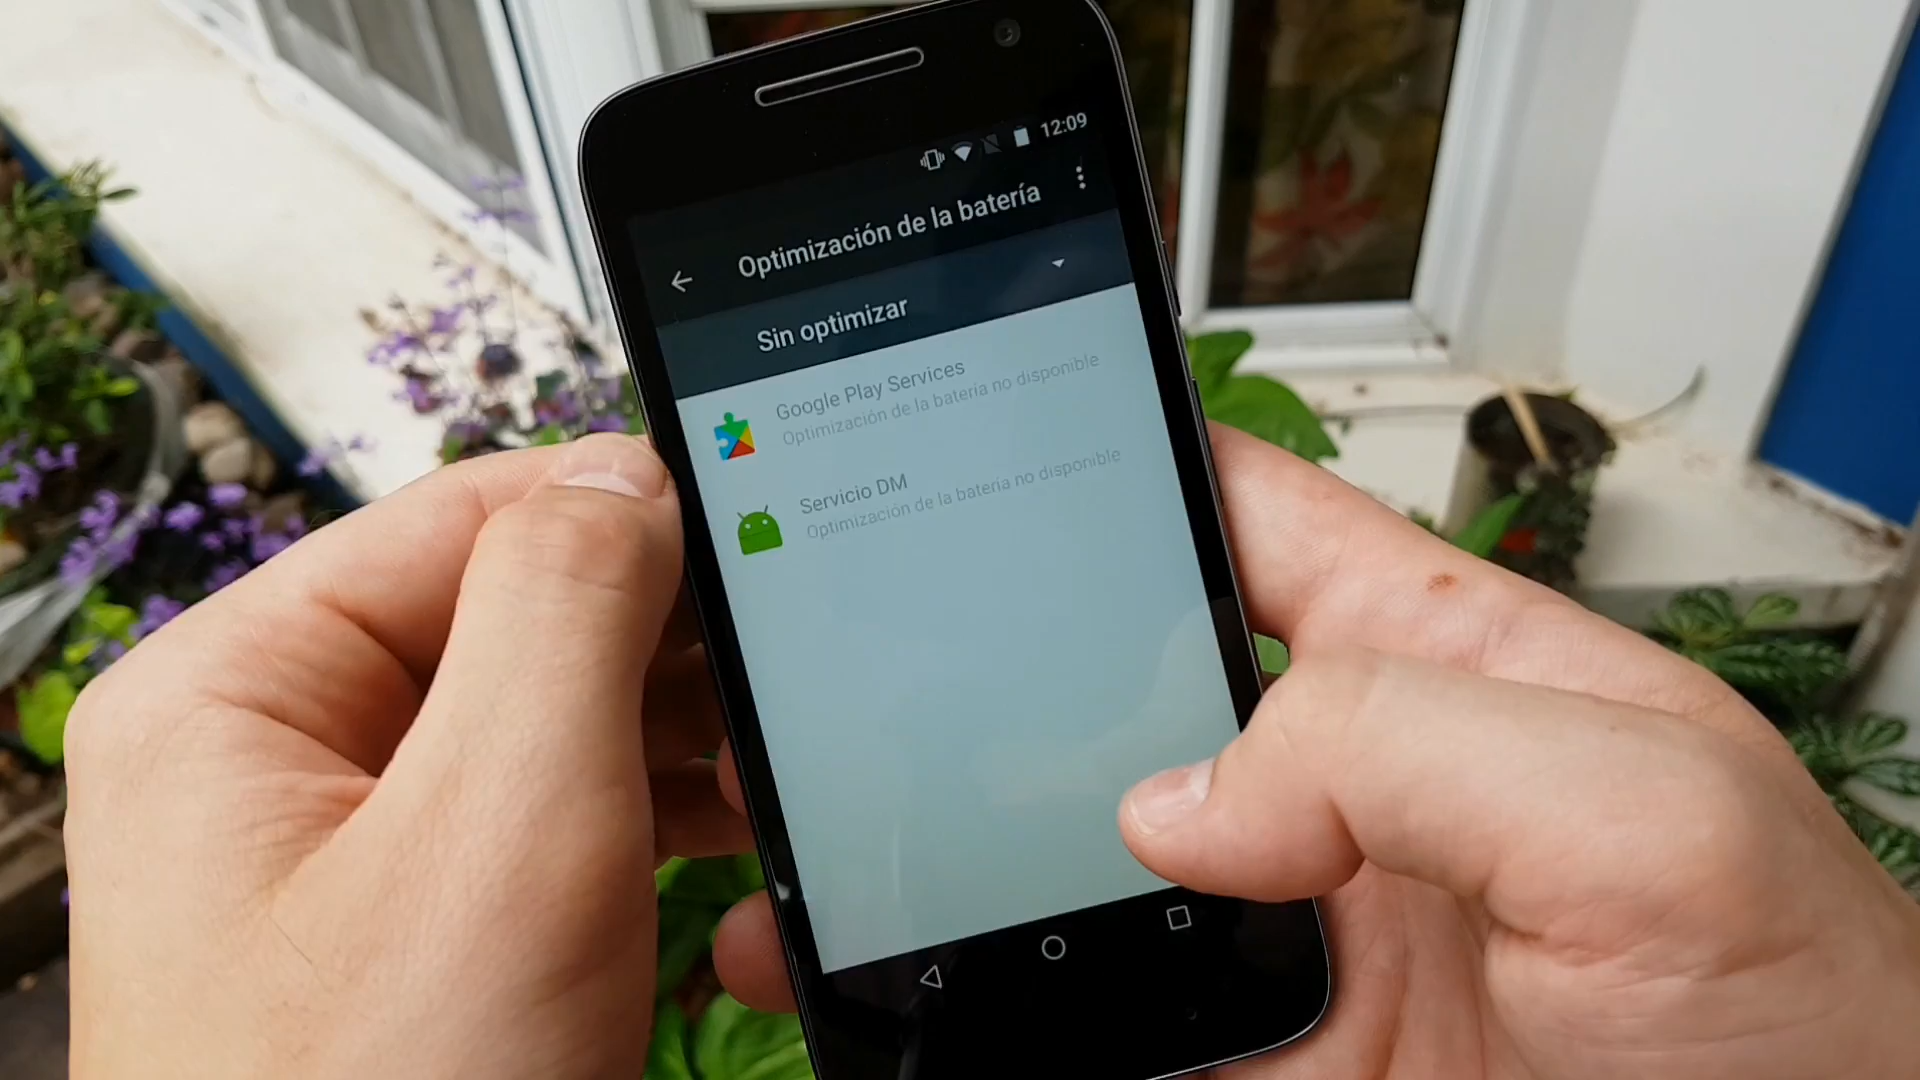 12:09
Optimización de la batería
Sin optimizar
Google Play Services
Optimización de la batería no disponible
Servicio DM
Optimización de la batería no disponible